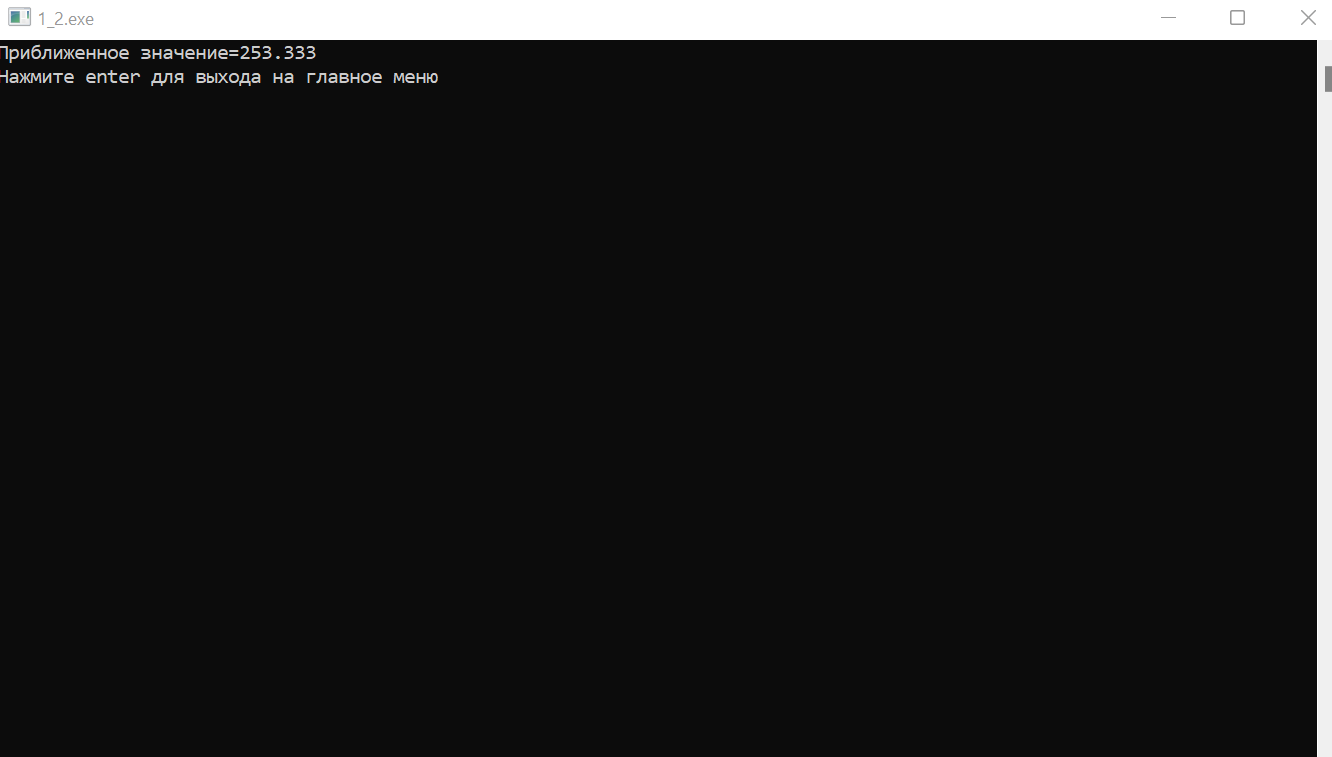 1_2.exe
Приближенное значение=253.333
Нажмите enter для выхода на главное меню